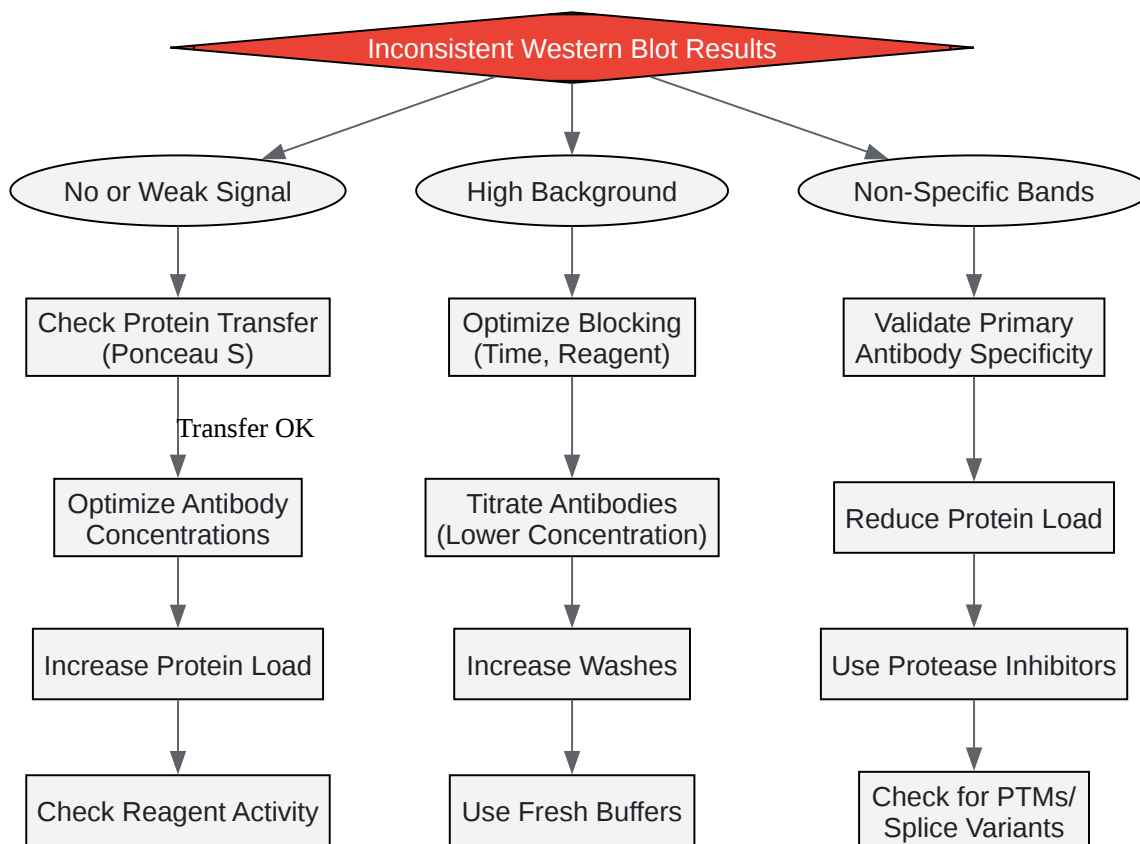 Inconsistent Western Blot Results
No or Weak Signal
High Background
Non-Specific Bands
Check Protein Transfer
(Ponceau S)
Optimize Blocking
(Time, Reagent)
Validate Primary
Antibody Specificity
Transfer OK
Optimize Antibody
Concentrations
Titrate Antibodies
(Lower Concentration)
Reduce Protein Load
Increase Protein Load
Increase Washes
Use Protease Inhibitors
Check Reagent Activity
Use Fresh Buffers
Check for PTMs/
Splice Variants